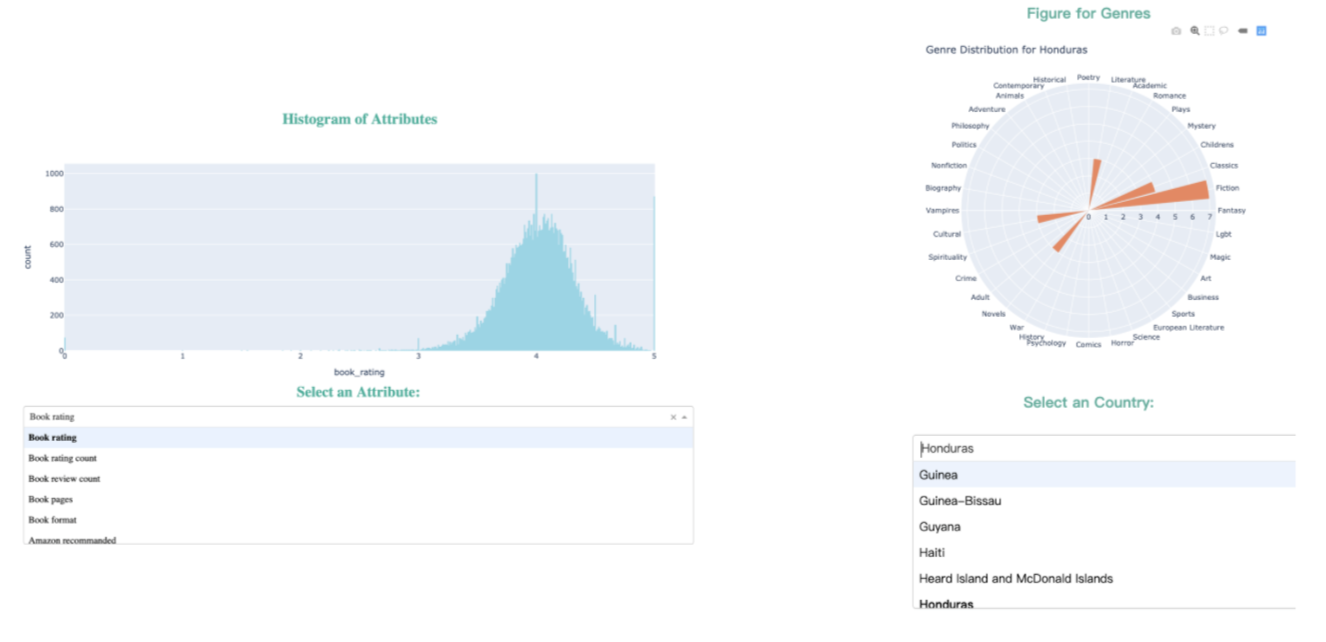 Histogram of Attributes
1000
800
600
400
200
0
count
0 1 2 3 4 5
book_rating
Select an Attribute:
Book rating
Book rating
Book rating count
Book review count
Book pages
Book format
Amazon recommanded
Figure for Genres
Genre Distribution for Honduras
Poetry
Literature
Academic
Romance
Plays
Mystery
Childrens
Classics
Fiction
Fantasy
Lgbt
Magic
Art
Business
Sports
European Literature
Science
Horror
Comics
Psychology
History
War
Novels
Adult
Crime
Spirituality
Cultural
Vampires
Biography
Nonfiction
Politics
Philosophy
Adventure
Animals
Contemporary
Historical
0 1 2 3 4 5 6 7
Select an Country:
Honduras
Guinea
Guinea-Bissau
Guyana
Haiti
Heard Island and McDonald Islands
Honduras